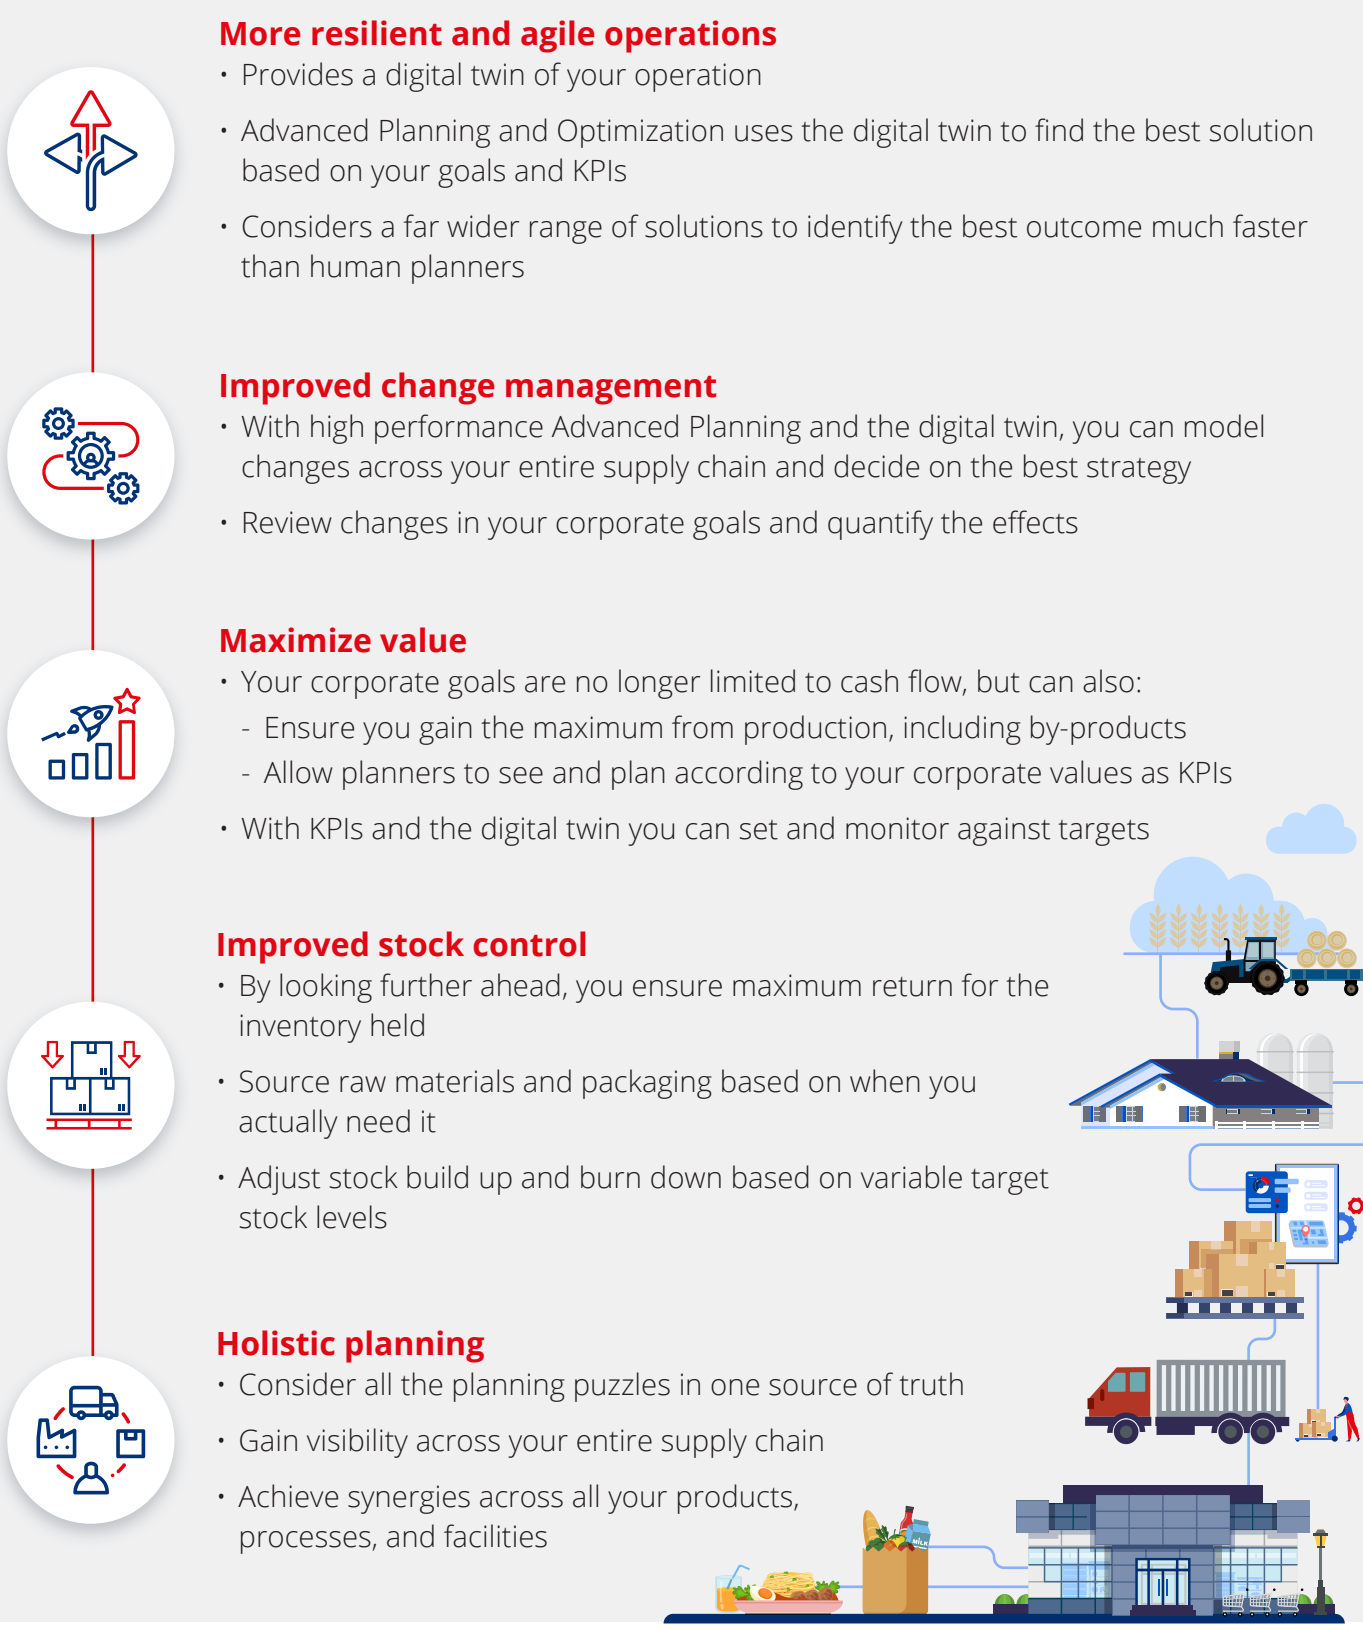 More resilient and agile operations
• Provides a digital twin of your operation
• Advanced Planning and Optimization uses the digital twin to find the best solution
based on your goals and KPIs
• Considers a far wider range of solutions to identify the best outcome much faster
than human planners
Improved change management
• With high performance Advanced Planning and the digital twin, you can model
changes across your entire supply chain and decide on the best strategy
• Review changes in your corporate goals and quantify the effects
Maximize value
• Your corporate goals are no longer limited to cash flow, but can also:
- Ensure you gain the maximum from production, including by-products
- Allow planners to see and plan according to your corporate values as KPIs
• With KPIs and the digital twin you can set and monitor against targets
Improved stock control
• By looking further ahead, you ensure maximum return for the
inventory held
• Source raw materials and packaging based on when you
actually need it
• Adjust stock build up and burn down based on variable target
stock levels
Holistic planning
• Consider all the planning puzzles in one source of truth
• Gain visibility across your entire supply chain
• Achieve synergies across all your products,
processes, and facilities
MILK